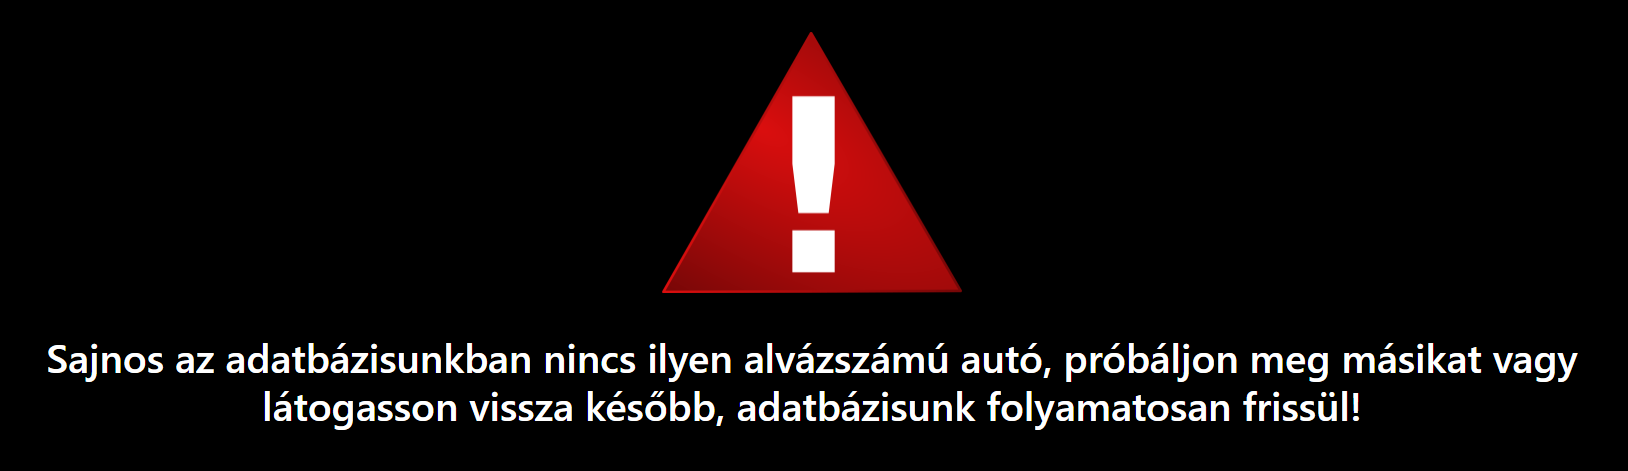 Sajnos az adatbázisunkban nincs ilyen alvázszámú autó, próbáljon meg másikat vagy
látogasson vissza később, adatbázisunk folyamatosan frissül!